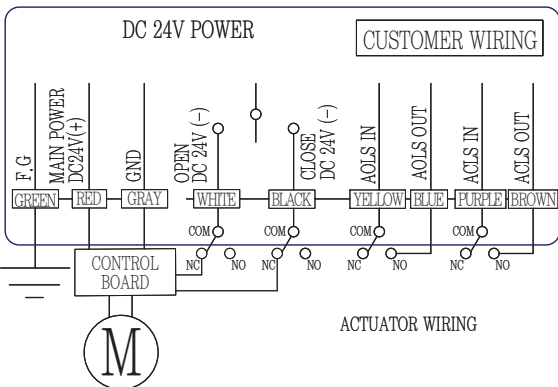 DC 24V POWER
CUSTOMER WIRING
F.G
MAIN POWER
DC24V(+)
GND
OPEN
DC 24V (-)
CLOSE
DC 24V (-)
AOLS IN
AOLS OUT
ACLS IN
ACLS OUT
GREEN
RED
GRAY
WHITE
BLACK
YELLOW
BLUE
PURPLE
BROWN
COM
COM
COM
COM
CONTROL
BOARD
NC
NO
NC
NO
NC
NO
NC
NO
M
ACTUATOR WIRING